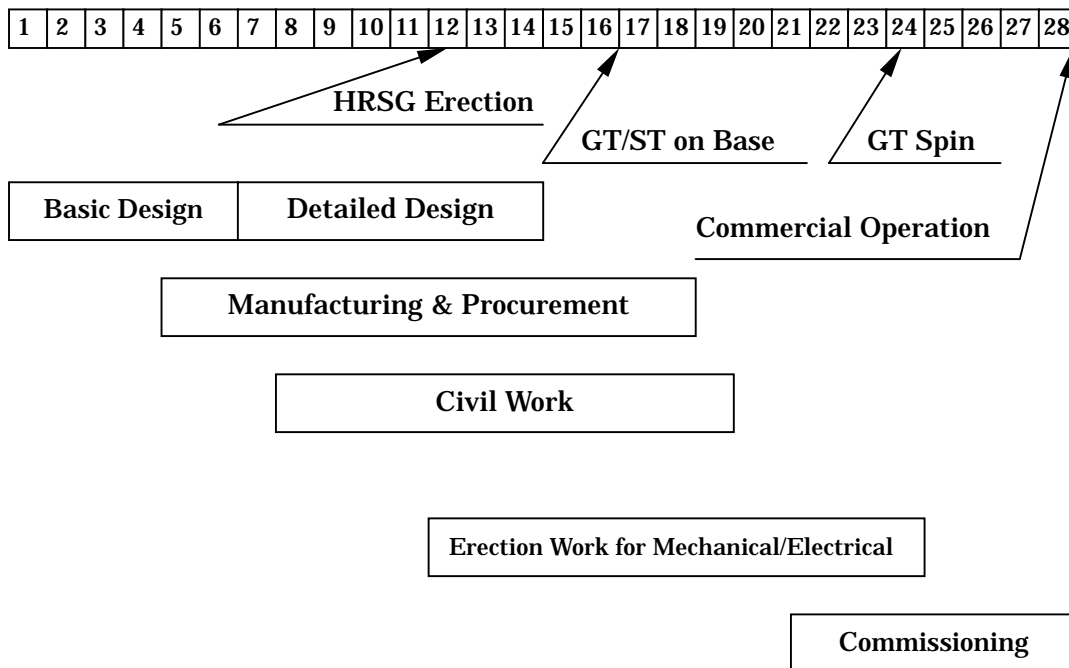 1 2 3 4 5 6 7 8 9 10 11 12 13 14 15 16 17 18 19 20 21 22 23 24 25 26 27 28
HRSG Erection
GT/ST on Base
GT Spin
Basic Design
Detailed Design
Commercial Operation
Manufacturing & Procurement
Civil Work
Erection Work for Mechanical/Electrical
Commissioning